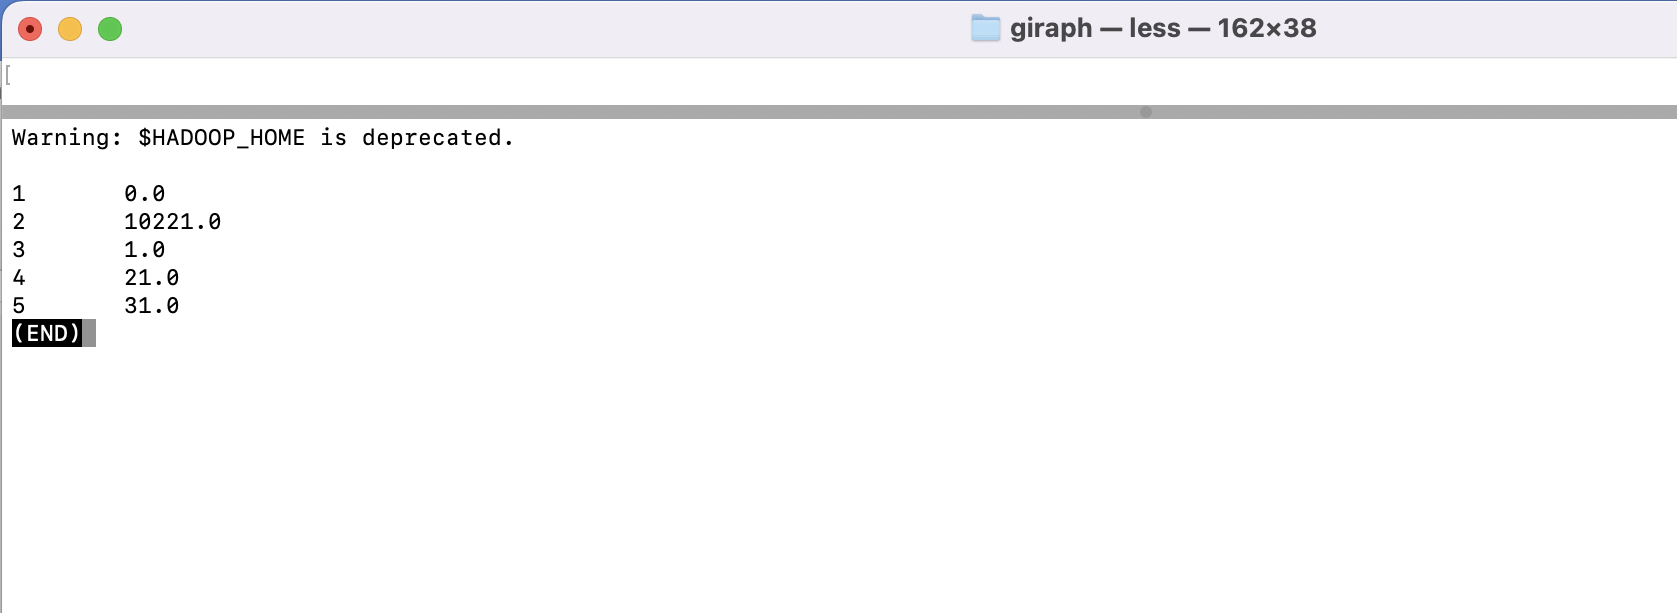 giraph — less — 162×38
[
Warning: $HADOOP_HOME is deprecated.
1 0.0
2 10221.0
3 1.0
4 21.0
5 31.0
(END)